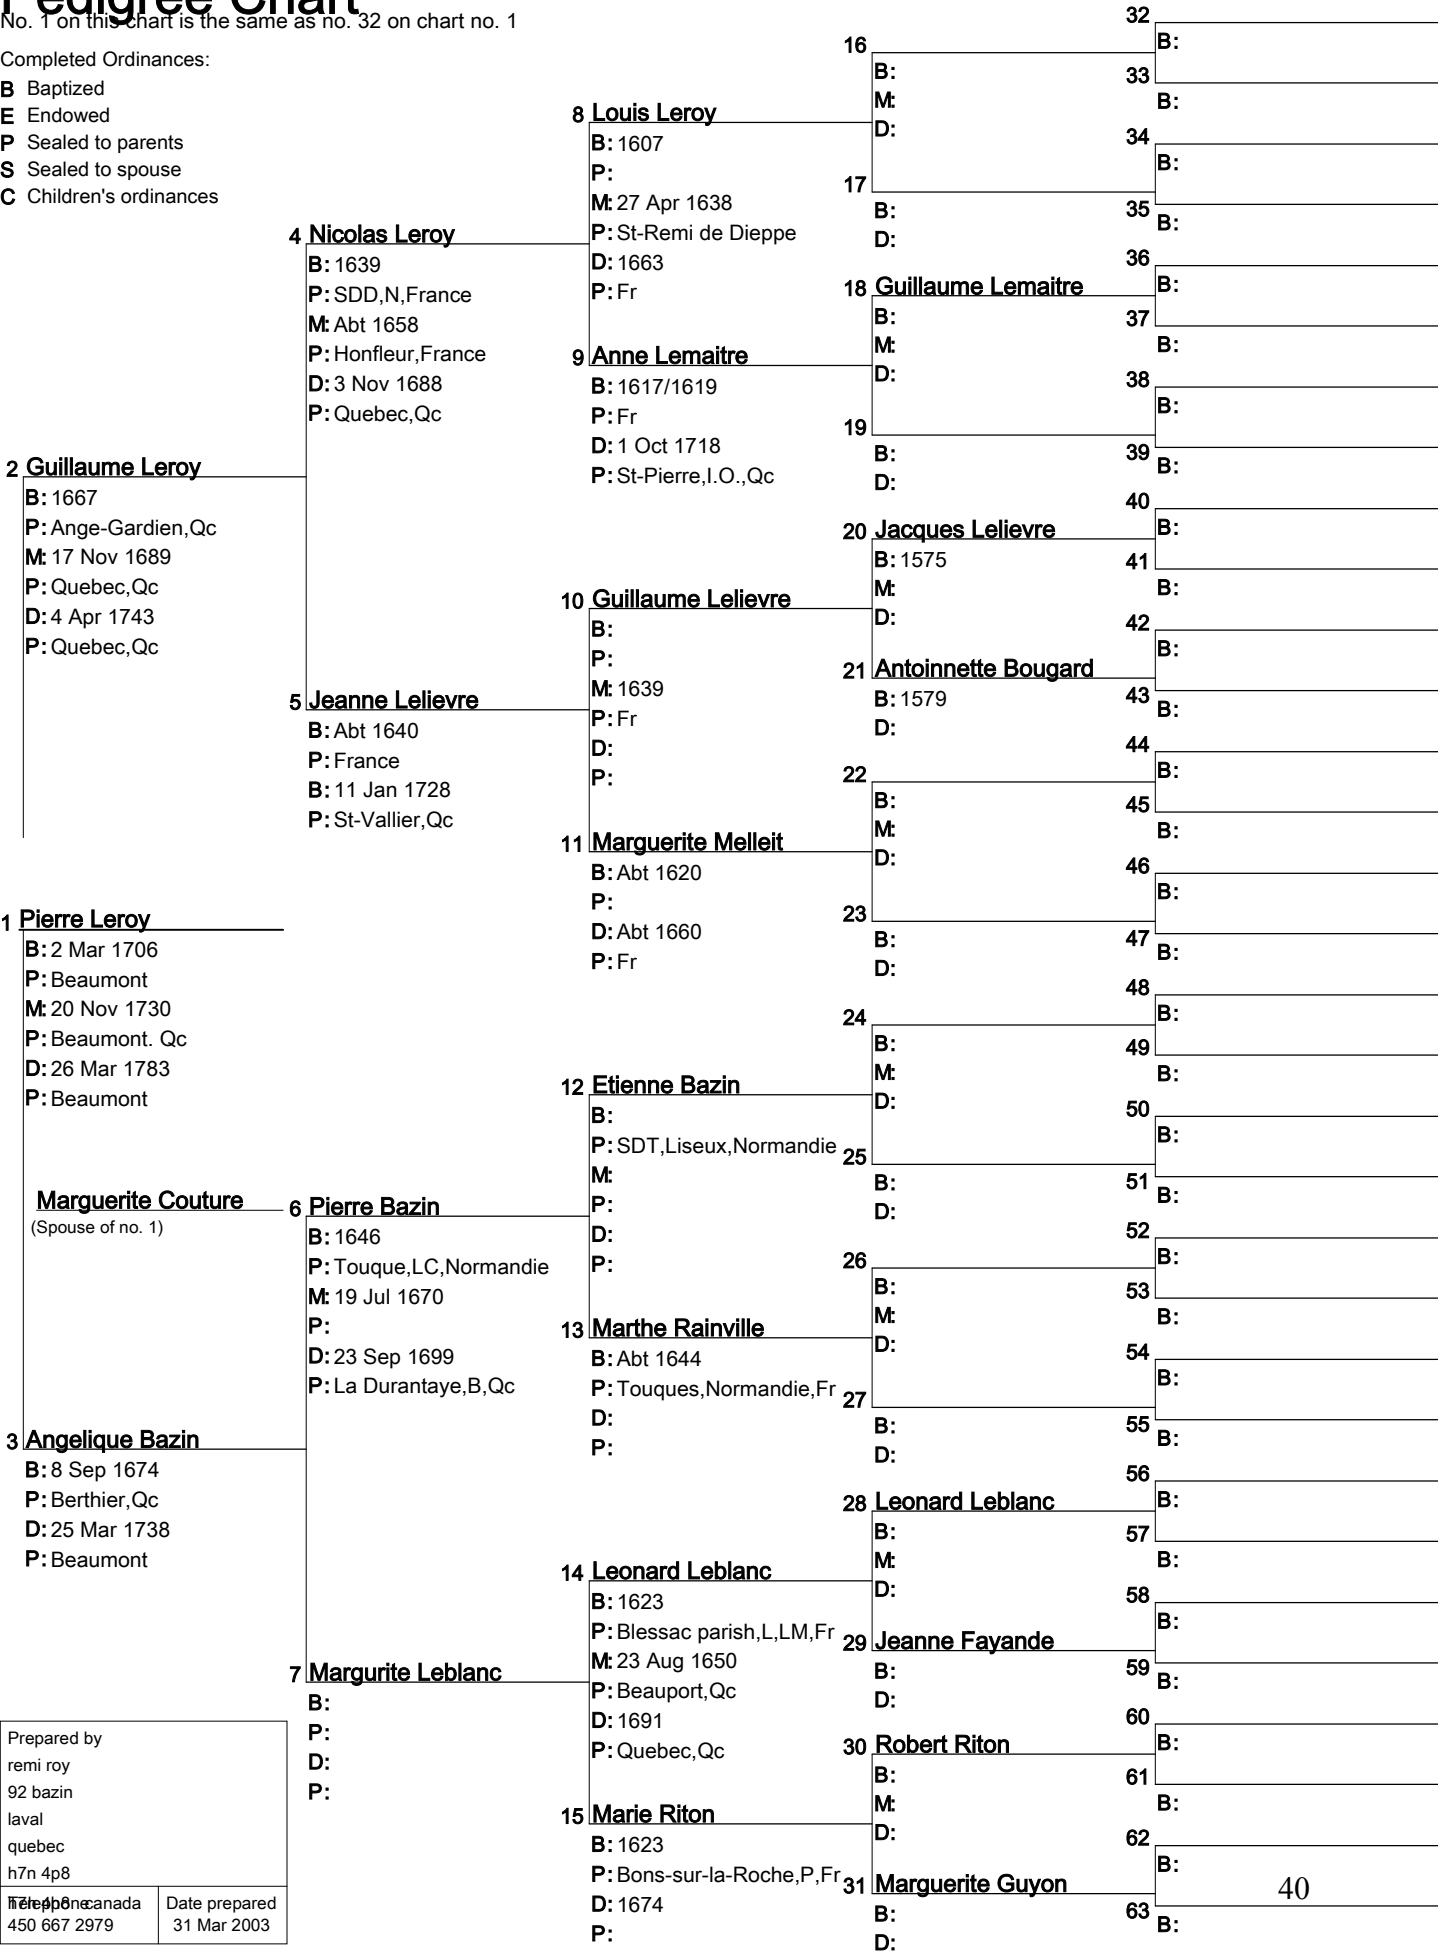 Pedigree Chart
No. 1 on this chart is the same as no. 32 on chart no. 1
Completed Ordinances:
B Baptized
E Endowed
P Sealed to parents
S Sealed to spouse
C Children's ordinances
2 Guillaume Leroy
B: 1667
P: Ange-Gardien,Qc
M: 17 Nov 1689
P: Quebec,Qc
D: 4 Apr 1743
P: Quebec,Qc
1 Pierre Leroy
B: 2 Mar 1706
P: Beaumont
M: 20 Nov 1730
P: Beaumont. Qc
D: 26 Mar 1783
P: Beaumont
Marguerite Couture
(Spouse of no. 1)
3 Angelique Bazin
B: 8 Sep 1674
P: Berthier,Qc
D: 25 Mar 1738
P: Beaumont
Prepared by
remi roy
92 bazin
laval
quebec
h7n 4p8
Telephone canada
450 667 2979
Date prepared
31 Mar 2003
4 Nicolas Leroy
B: 1639
P: SDD,N,France
M: Abt 1658
P: Honfleur,France
D: 3 Nov 1688
P: Quebec,Qc
5 Jeanne Lelievre
B: Abt 1640
P: France
B: 11 Jan 1728
P: St-Vallier,Qc
6 Pierre Bazin
B: 1646
P: Touque,LC,Normandie
M: 19 Jul 1670
P:
D: 23 Sep 1699
P: La Durantaye,B,Qc
7 Margurite Leblanc
B:
P:
D:
P:
8 Louis Leroy
B: 1607
P:
M: 27 Apr 1638
P: St-Remi de Dieppe
D: 1663
P: Fr
9 Anne Lemaitre
B: 1617/1619
P: Fr
D: 1 Oct 1718
P: St-Pierre,I.O.,Qc
10 Guillaume Lelievre
B:
P:
M: 1639
P: Fr
D:
P:
11 Marguerite Melleit
B: Abt 1620
P:
D: Abt 1660
P: Fr
12 Etienne Bazin
B:
P: SDT,Liseux,Normandie
M:
P:
D:
P:
13 Marthe Rainville
B: Abt 1644
P: Touques,Normandie,Fr
D:
P:
14 Leonard Leblanc
B: 1623
P: Blessac parish,L,LM,Fr
M: 23 Aug 1650
P: Beauport,Qc
D: 1691
P: Quebec,Qc
15 Marie Riton
B: 1623
P: Bons-sur-la-Roche,P,Fr
D: 1674
P:
16
B:
M:
D:
17
B:
D:
18 Guillaume Lemaitre
B:
M:
D:
19
B:
D:
20 Jacques Lelievre
B: 1575
M:
D:
21 Antoinnette Bougard
B: 1579
D:
22
B:
M:
D:
23
B:
D:
24
B:
M:
D:
25
B:
D:
26
B:
M:
D:
27
B:
D:
28 Leonard Leblanc
B:
M:
D:
29 Jeanne Fayande
B:
D:
30 Robert Riton
B:
M:
D:
31 Marguerite Guyon
B:
D:
32
B:
33
B:
34
B:
35
B:
36
B:
37
B:
38
B:
39
B:
40
B:
41
B:
42
B:
43
B:
44
B:
45
B:
46
B:
47
B:
48
B:
49
B:
50
B:
51
B:
52
B:
53
B:
54
B:
55
B:
56
B:
57
B:
58
B:
59
B:
60
B:
61
B:
62
B:
63
B:
40